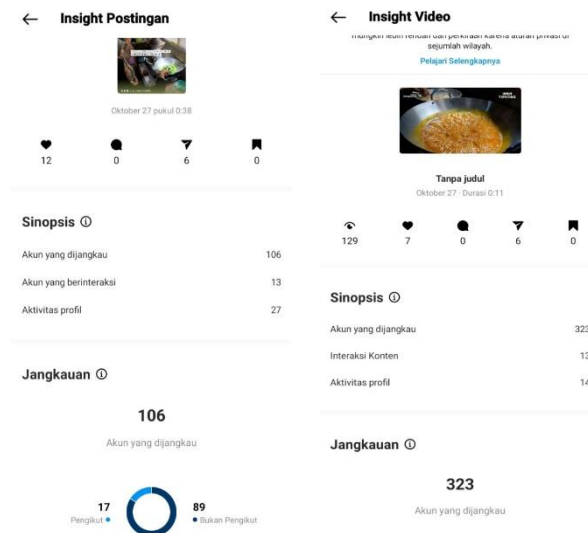 Insight Postingan
Oktober 27 pukul 0:38
12 0 6 0
Sinopsis
Akun yang dijangkau 106
Akun yang berinteraksi 13
Aktivitas profil 27
Jangkauan
106
Akun yang dijangkau
17 89
Pengikut Bukan Pengikut
Insight Video
sejumlah wilayah.
Pelajari Selengkapnya
Tanpa judul
Oktober 27 · Durasi 0:11
129 7 0 6 0
Sinopsis
Akun yang dijangkau 323
Interaksi Konten 13
Aktivitas profil 14
Jangkauan
323
Akun yang dijangkau